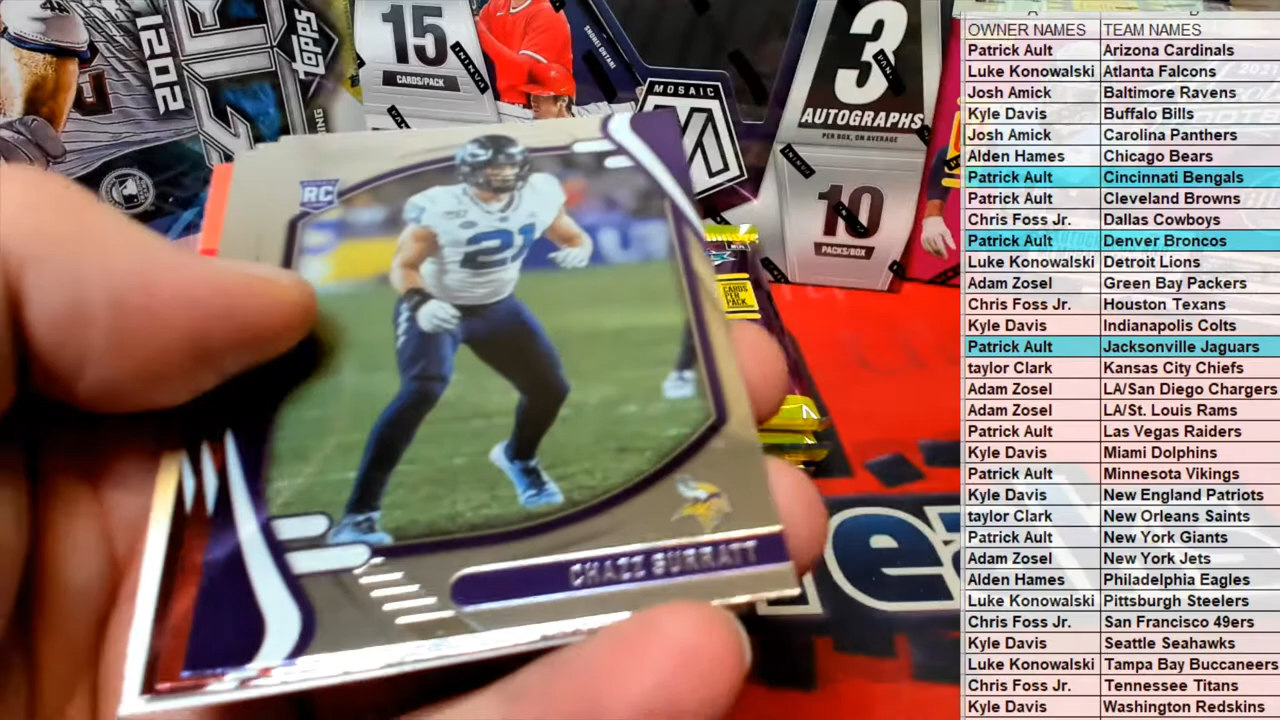 2021
TOPPS
15
CARDS/PACK
PANINI
SHOHEI OHTANI
MOSAIC
3
AUTOGRAPHS
PER BOX, ON AVERAGE
PANINI
10
PACKS/BOX
CARDS
PER
PACK
RC
21
CHAZZ SURRATT
ea
OWNER NAMES TEAM NAMES
Patrick Ault Arizona Cardinals
Luke Konowalski Atlanta Falcons
Josh Amick Baltimore Ravens
Kyle Davis Buffalo Bills
Josh Amick Carolina Panthers
Alden Hames Chicago Bears
Patrick Ault Cincinnati Bengals
Patrick Ault Cleveland Browns
Chris Foss Jr. Dallas Cowboys
Patrick Ault Denver Broncos
Luke Konowalski Detroit Lions
Adam Zosel Green Bay Packers
Chris Foss Jr. Houston Texans
Kyle Davis Indianapolis Colts
Patrick Ault Jacksonville Jaguars
taylor Clark Kansas City Chiefs
Adam Zosel LA/San Diego Chargers
Adam Zosel LA/St. Louis Rams
Patrick Ault Las Vegas Raiders
Kyle Davis Miami Dolphins
Patrick Ault Minnesota Vikings
Kyle Davis New England Patriots
taylor Clark New Orleans Saints
Patrick Ault New York Giants
Adam Zosel New York Jets
Alden Hames Philadelphia Eagles
Luke Konowalski Pittsburgh Steelers
Chris Foss Jr. San Francisco 49ers
Kyle Davis Seattle Seahawks
Luke Konowalski Tampa Bay Buccaneers
Chris Foss Jr. Tennessee Titans
Kyle Davis Washington Redskins